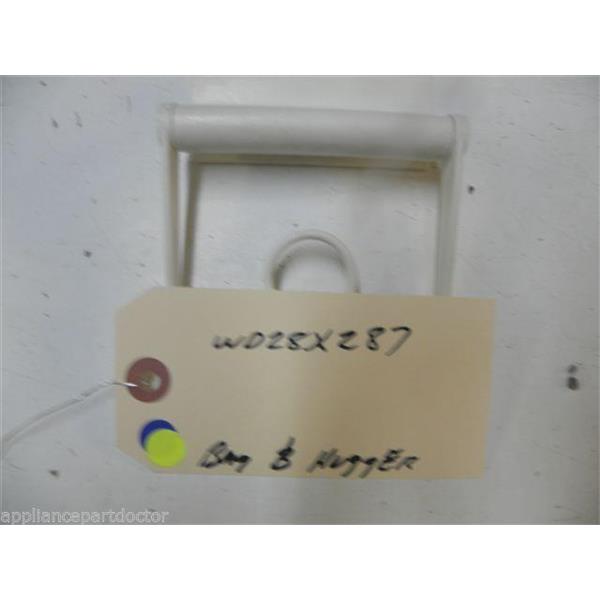 WD28X287
Bag & HuggER
appliancepartdoctor